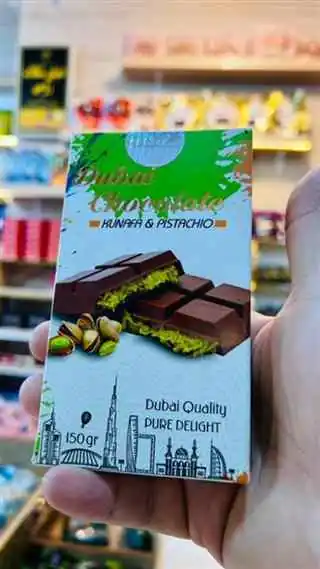 Dubai
Chocolate
KUNAFA & PISTACHIO
Dubai Quality
PURE DELIGHT
150gr